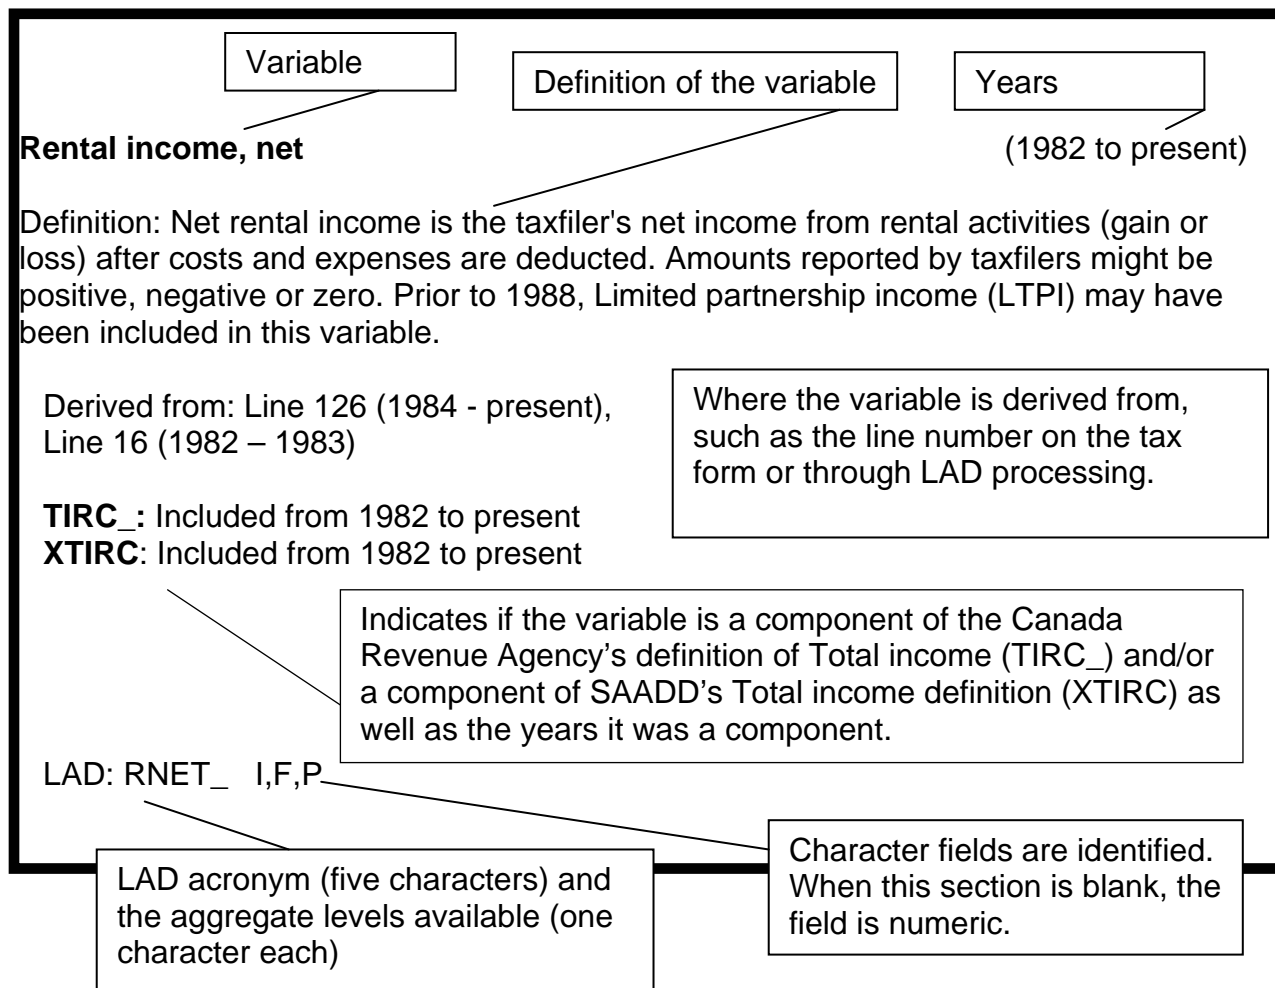 Variable
Definition of the variable
Years
Rental income, net
(1982 to present)
Definition: Net rental income is the taxfiler's net income from rental activities (gain or
loss) after costs and expenses are deducted. Amounts reported by taxfilers might be
positive, negative or zero. Prior to 1988, Limited partnership income (LTPI) may have
been included in this variable.
Derived from: Line 126 (1984 - present),
Line 16 (1982 – 1983)
Where the variable is derived from,
such as the line number on the tax
form or through LAD processing.
TIRC_: Included from 1982 to present
XTIRC: Included from 1982 to present
Indicates if the variable is a component of the Canada
Revenue Agency's definition of Total income (TIRC_) and/or
a component of SAADD's Total income definition (XTIRC) as
well as the years it was a component.
LAD: RNET_ I,F,P
LAD acronym (five characters) and
the aggregate levels available (one
character each)
Character fields are identified.
When this section is blank, the
field is numeric.